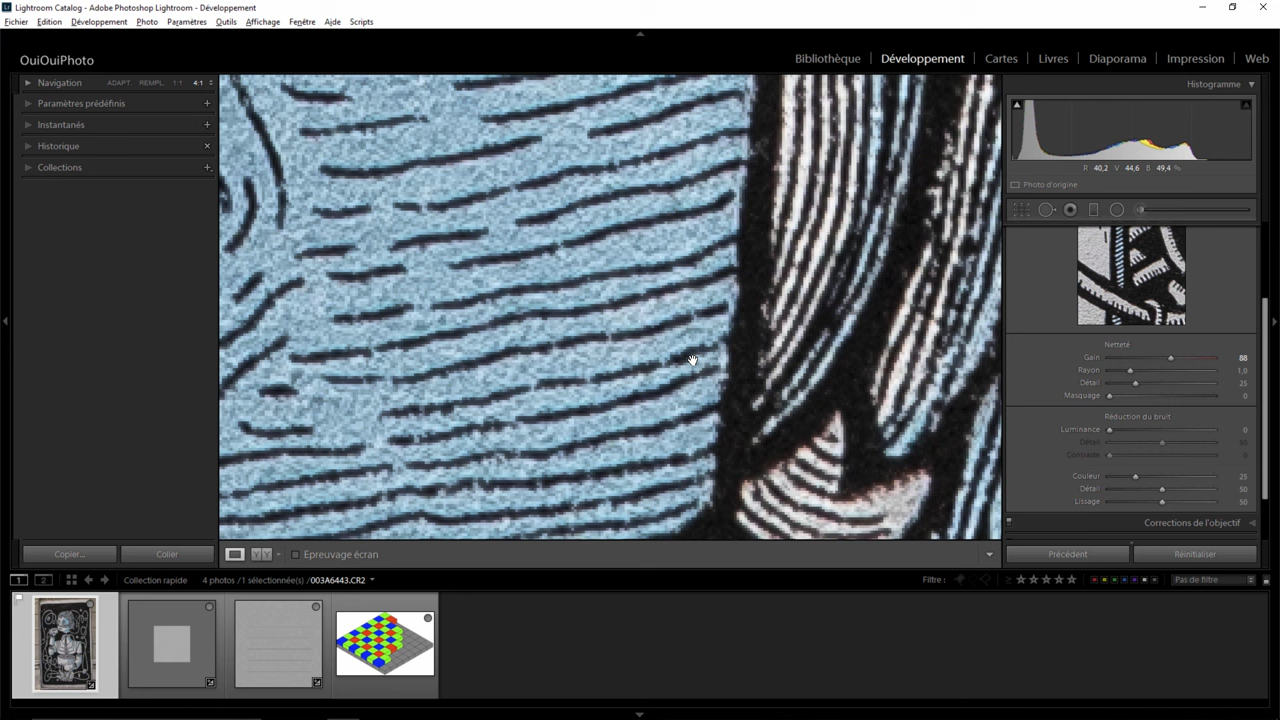 Lightroom Catalog - Adobe Photoshop Lightroom - Développement
Fichier Edition Développement Photo Paramètres Outils Affichage Fenêtre Aide Scripts
OuiOuiPhoto
Bibliothèque | Développement | Cartes | Livres | Diaporama | Impression | Web
Navigation ADAPT. REMPL. 1:1 4:1
Paramètres prédéfinis +
Instantanés +
Historique ×
Collections +
Histogramme
R 40,2 V 44,6 B 49,4 %
Photo d'origine
Netteté
Gain 88
Rayon 1,0
Détail 25
Masquage 0
Réduction du bruit
Luminance 0
Détail 50
Contraste 0
Couleur 25
Détail 50
Lissage 50
Corrections de l'objectif
Copier... Coller
Epreuvage écran
Précédent Réinitialiser
1 2 Collection rapide 4 photos /1 sélectionnée(s) /003A6443.CR2
Filtre : Pas de filtre